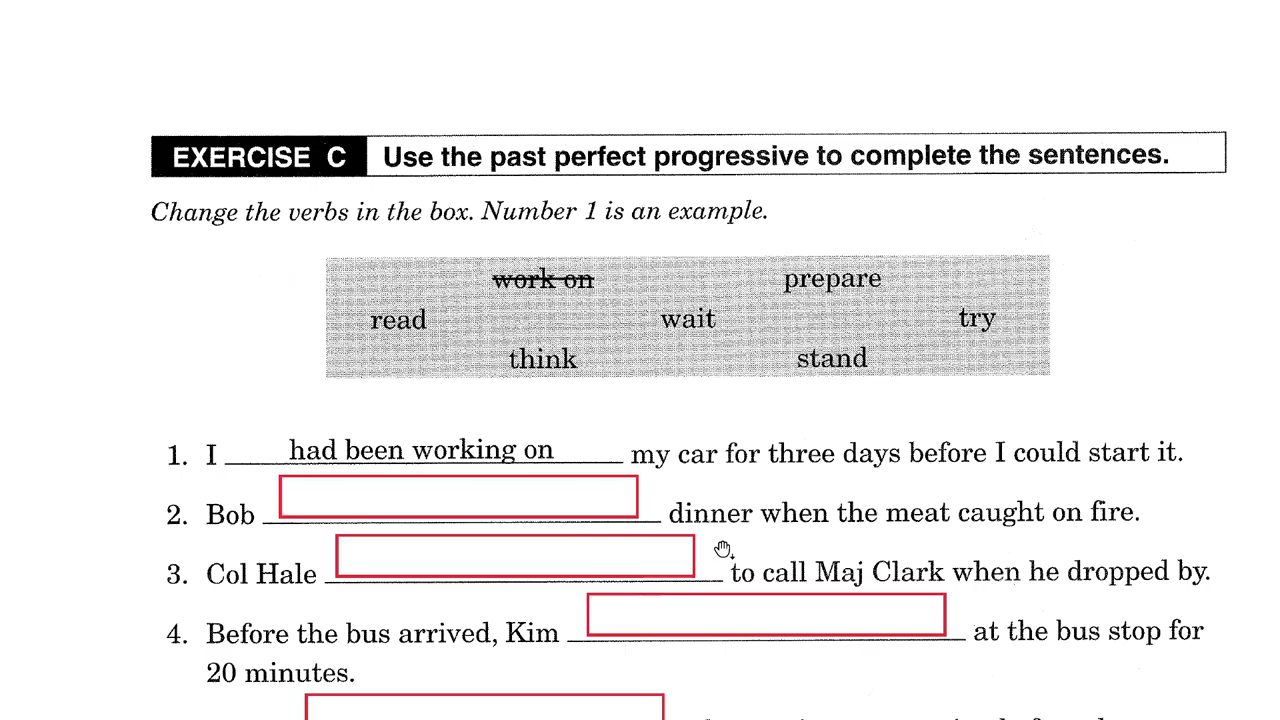 EXERCISE C Use the past perfect progressive to complete the sentences.
Change the verbs in the box. Number 1 is an example.
work on prepare
read wait try
think stand
1. I had been working on my car for three days before I could start it.
2. Bob dinner when the meat caught on fire.
3. Col Hale to call Maj Clark when he dropped by.
4. Before the bus arrived, Kim at the bus stop for
20 minutes.